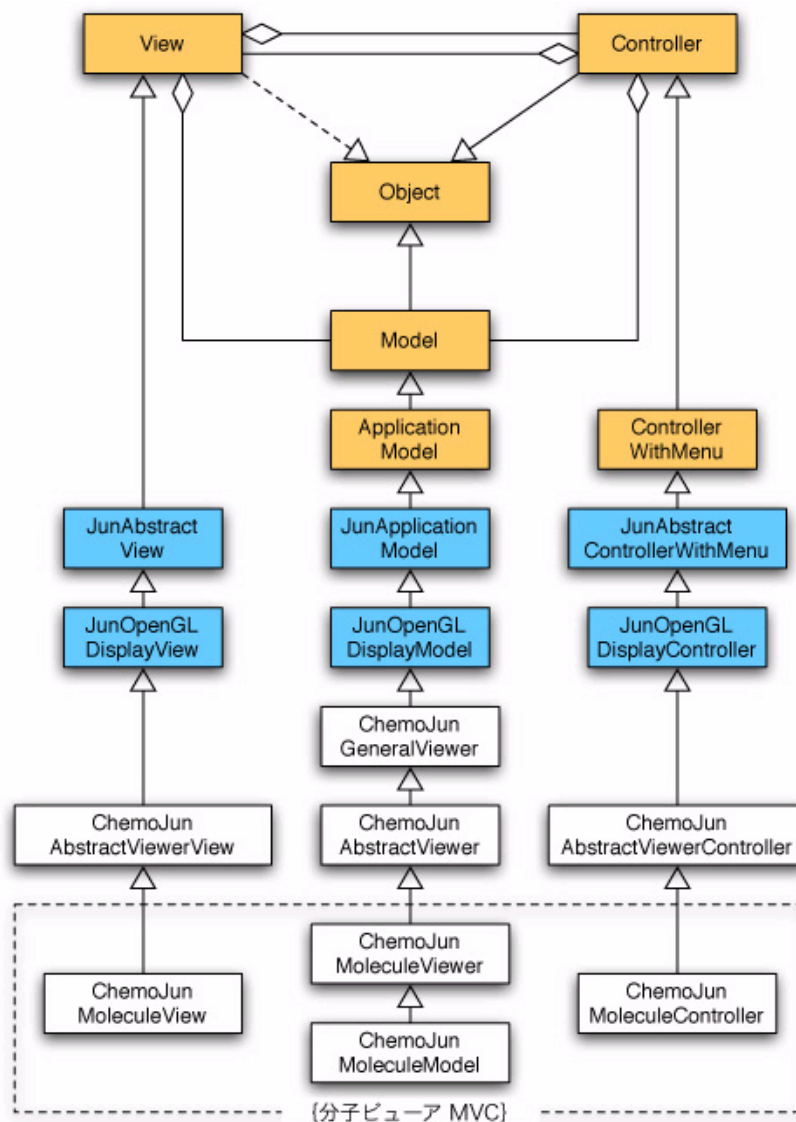 View
Controller
Object
Model
Application
Model
Controller
WithMenu
JunAbstract
View
JunApplication
Model
JunAbstract
ControllerWithMenu
JunOpenGL
DisplayView
JunOpenGL
DisplayModel
JunOpenGL
DisplayController
ChemoJun
GeneralViewer
ChemoJun
AbstractViewerView
ChemoJun
AbstractViewer
ChemoJun
AbstractViewerController
ChemoJun
MoleculeViewer
ChemoJun
MoleculeView
ChemoJun
MoleculeController
ChemoJun
MoleculeModel
{分子ビューア MVC}